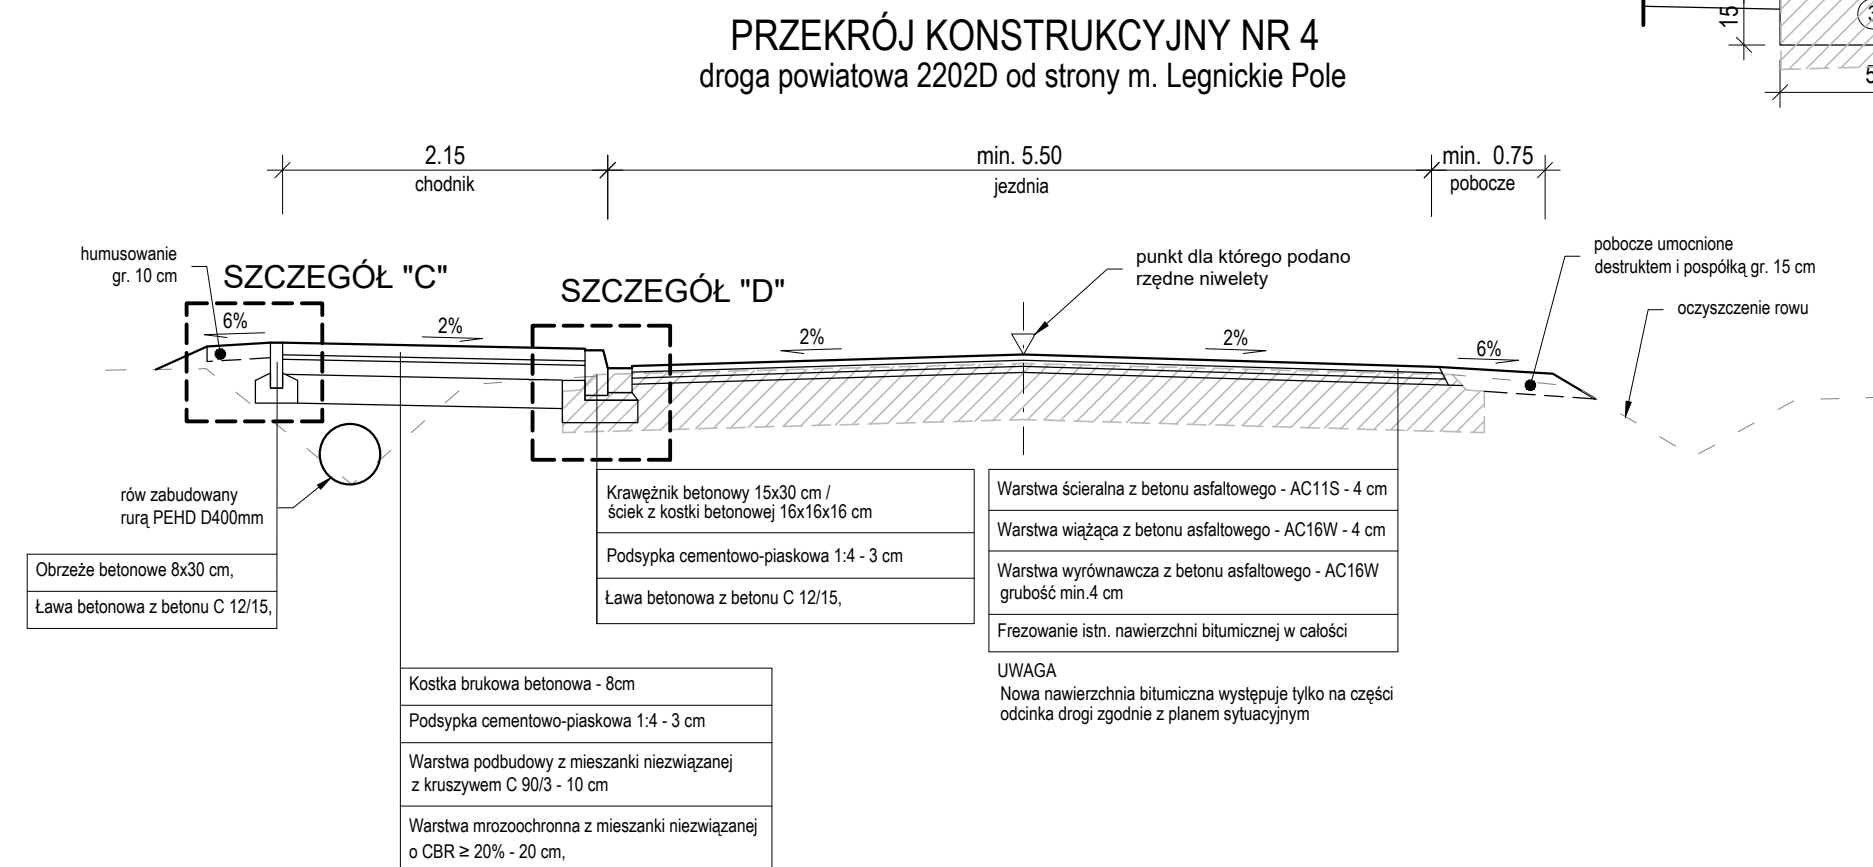 PRZEKRÓJ KONSTRUKCYJNY NR 4
droga powiatowa 2202D od strony m. Legnickie Pole
15
2.15
chodnik
min. 5.50
jezdnia
min. 0.75
pobocze
humusowanie
gr. 10 cm
SZCZEGÓŁ "C"
SZCZEGÓŁ "D"
punkt dla którego podano
rzędne niwelety
pobocze umocnione
destruktem i pospółką gr. 15 cm
oczyszczenie rowu
6%
2%
2%
2%
6%
rów zabudowany
rurą PEHD D400mm
Obrzeże betonowe 8x30 cm,
Ława betonowa z betonu C 12/15,
Krawężnik betonowy 15x30 cm /
ściek z kostki betonowej 16x16x16 cm
Podsypka cementowo-piaskowa 1:4 - 3 cm
Ława betonowa z betonu C 12/15,
Warstwa ścieralna z betonu asfaltowego - AC11S - 4 cm
Warstwa wiążąca z betonu asfaltowego - AC16W - 4 cm
Warstwa wyrównawcza z betonu asfaltowego - AC16W
grubość min.4 cm
Frezowanie istn. nawierzchni bitumicznej w całości
UWAGA
Nowa nawierzchnia bitumiczna występuje tylko na części
odcinka drogi zgodnie z planem sytuacyjnym
Kostka brukowa betonowa - 8cm
Podsypka cementowo-piaskowa 1:4 - 3 cm
Warstwa podbudowy z mieszanki niezwiązanej
z kruszywem C 90/3 - 10 cm
Warstwa mrozoochronna z mieszanki niezwiązanej
o CBR ≥ 20% - 20 cm,